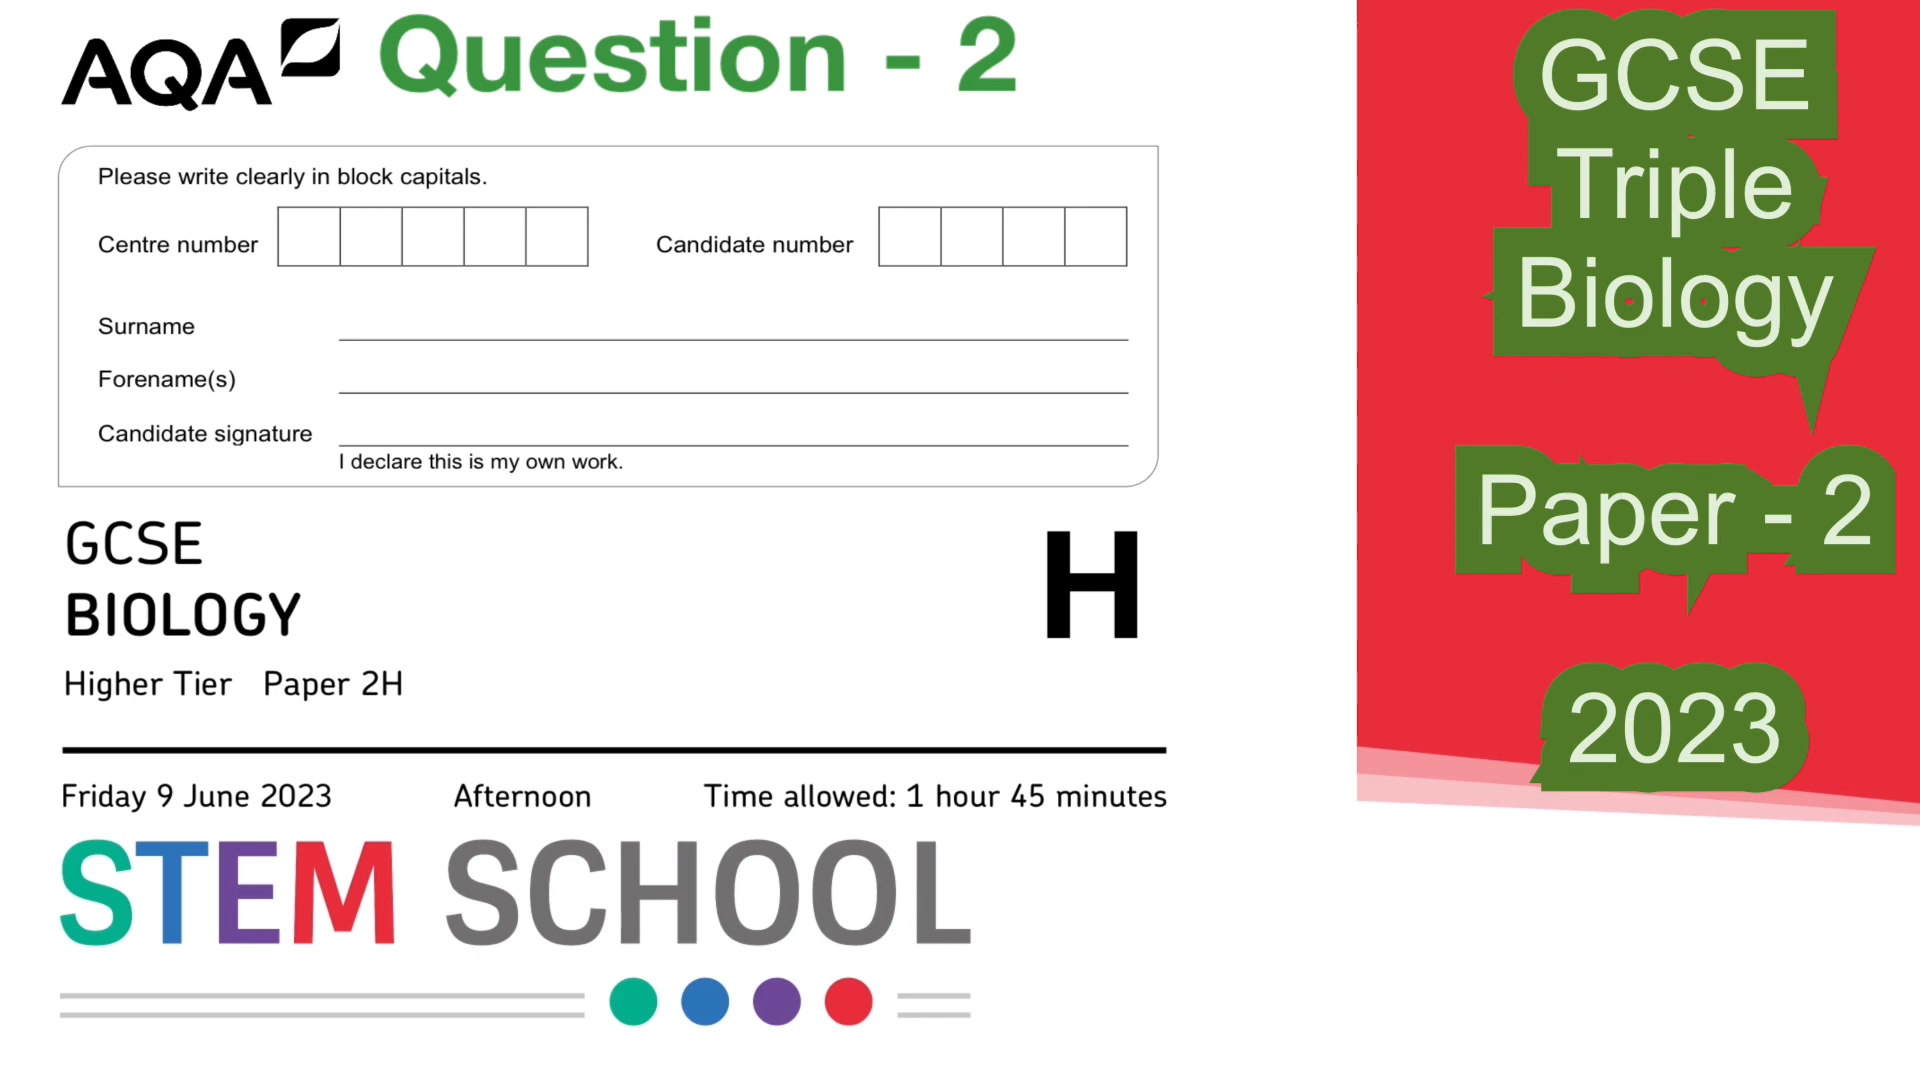 AQA Question - 2
Please write clearly in block capitals.
Centre number
Candidate number
Surname
Forename(s)
Candidate signature
I declare this is my own work.
GCSE
BIOLOGY
H
Higher Tier Paper 2H
Friday 9 June 2023
Afternoon
Time allowed: 1 hour 45 minutes
STEM SCHOOL
GCSE
Triple
Biology
Paper - 2
2023